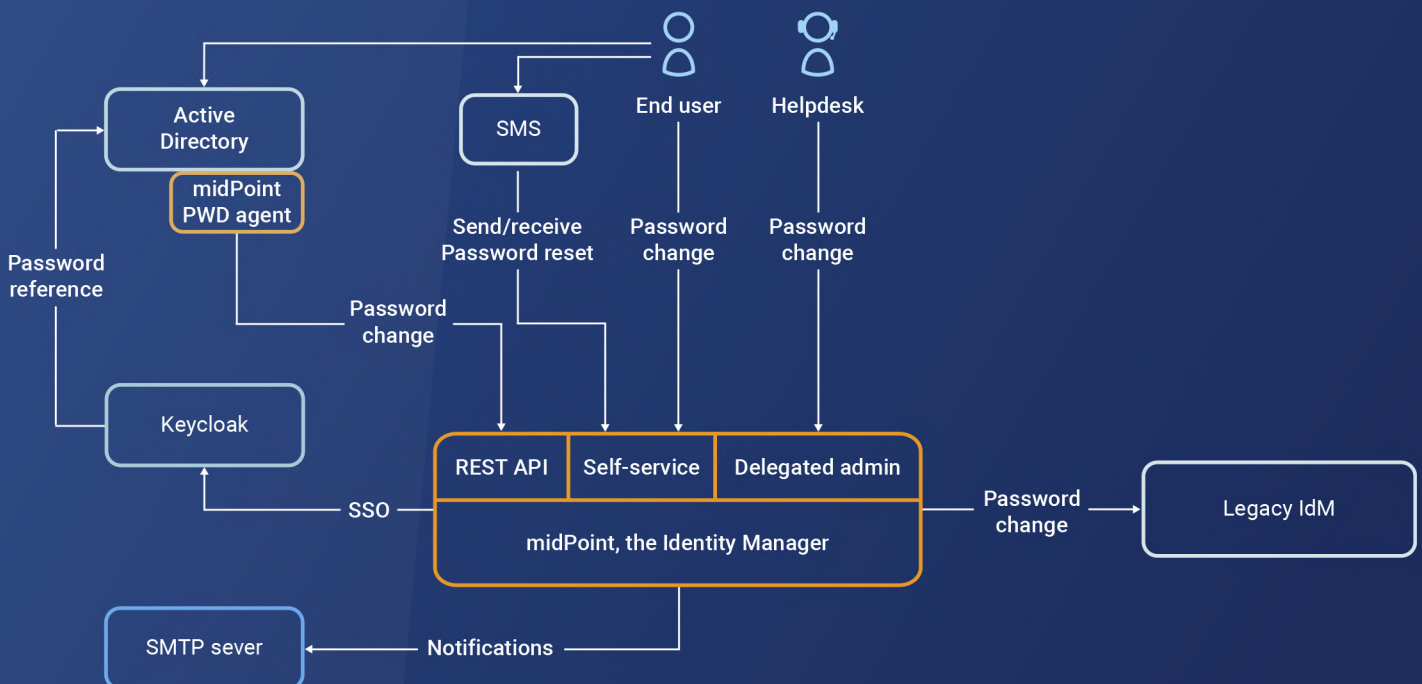 End user
Helpdesk
Active
Directory
SMS
midPoint
PWD agent
Send/receive
Password reset
Password
change
Password
change
Password
reference
Password
change
Keycloak
REST API
Self-service
Delegated admin
SSO
midPoint, the Identity Manager
Password
change
Legacy IdM
SMTP sever
Notifications